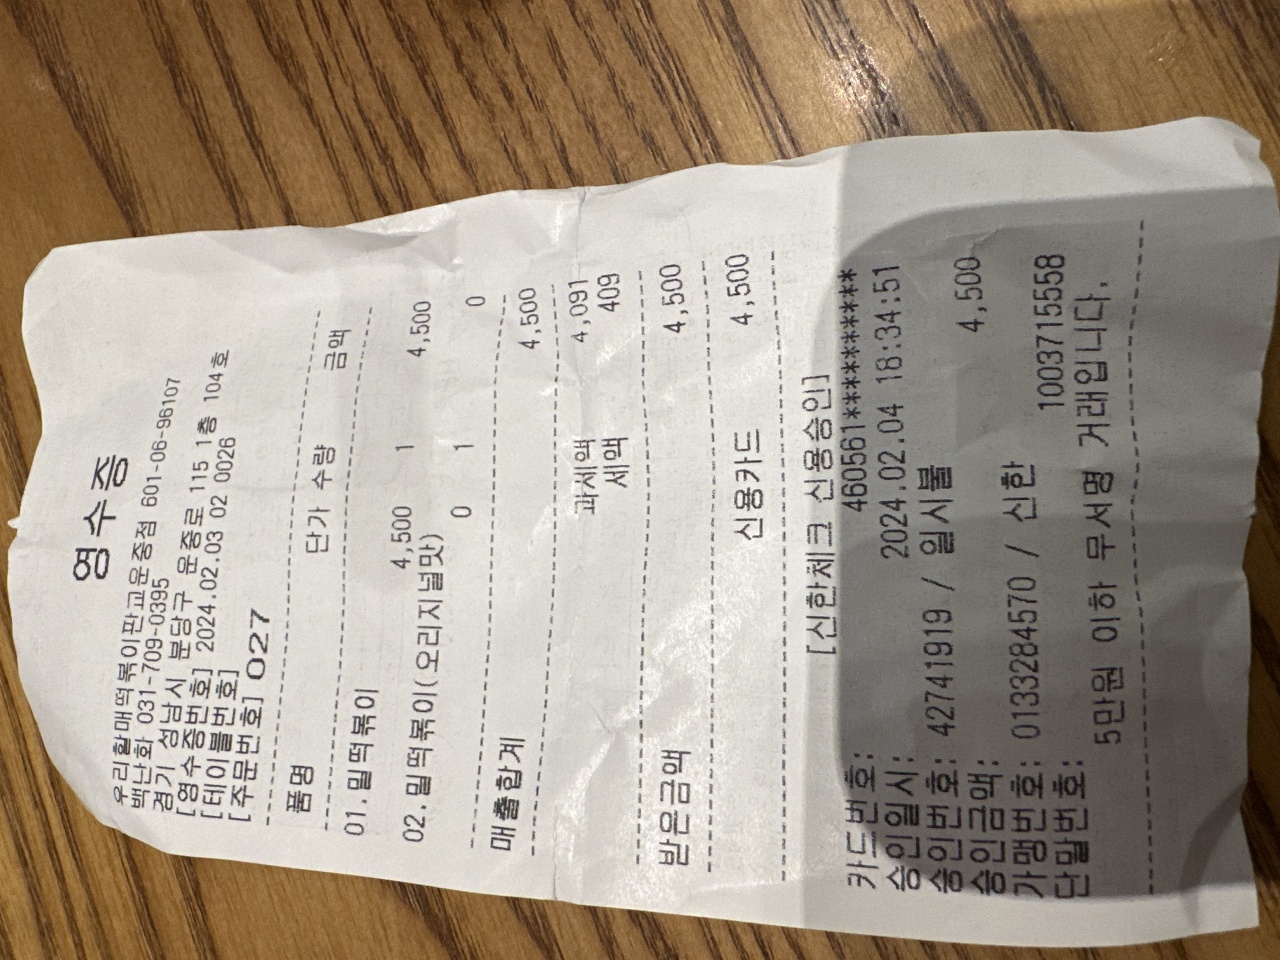 영수증
우리할매떡볶이판교운중점 601-06-96107
백난화 031-709-0395
경기 성남시 분당구 운중로 115 1층 104호
[영수증번호] 2024.02.03 02 0026
[테이블번호]
[주문번호] 027
품명 단가 수량 금액
01.밀떡볶이
4,500 1 4,500
02.밀떡볶이(오리지널맛)
0 1 0
매출합계 4,500
과세액 4,091
세액 409
받은금액 4,500
신용카드 4,500
[신한체크 신용승인]
카드번호: 460561**********
승인일시: 2024.02.04 18:34:51
승인번호: 42741919 / 일시불
승인금액: 4,500
가맹번호: 0133284570 / 신한
단말번호: 1003715558
5만원 이하 무서명 거래입니다.